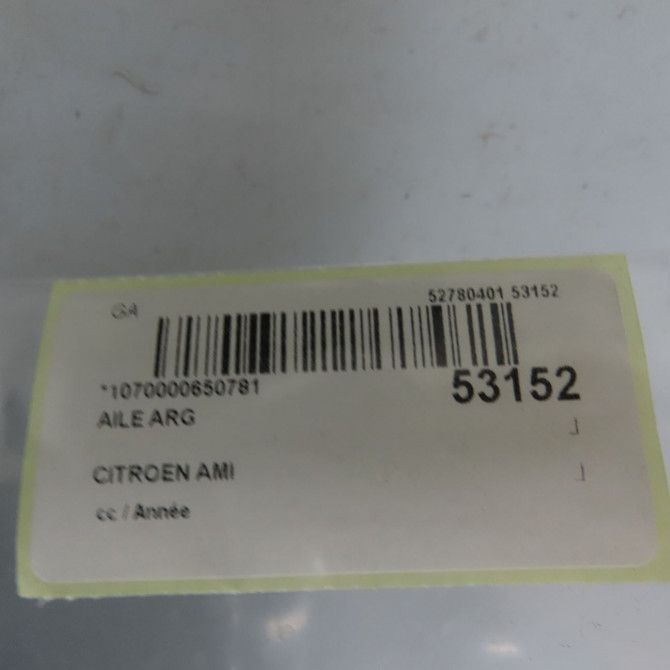 GA
52780401 53152
*1070000650781
53152
AILE ARG
CITROEN AMI
cc / Année